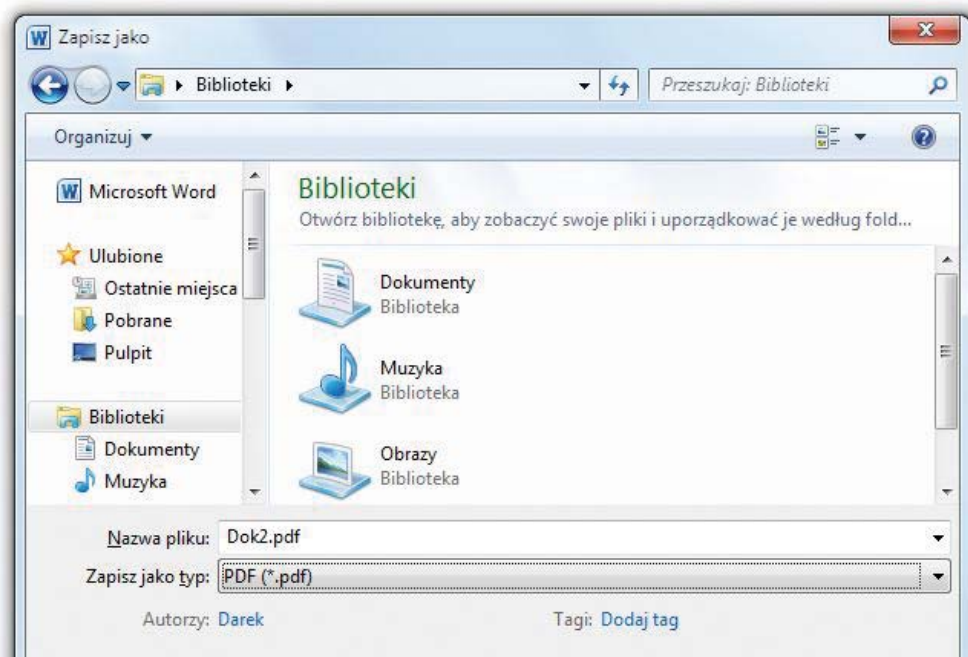 Zapisz jako
Biblioteki
Przeszukaj: Biblioteki
Organizuj
Microsoft Word
Ulubione
Ostatnie miejsca
Pobrane
Pulpit
Biblioteki
Dokumenty
Muzyka
Biblioteki
Otwórz bibliotekę, aby zobaczyć swoje pliki i uporządkować je według fold...
Dokumenty
Biblioteka
Muzyka
Biblioteka
Obrazy
Biblioteka
Nazwa pliku: Dok2.pdf
Zapisz jako typ: PDF (*.pdf)
Autorzy: Darek Tagi: Dodaj tag